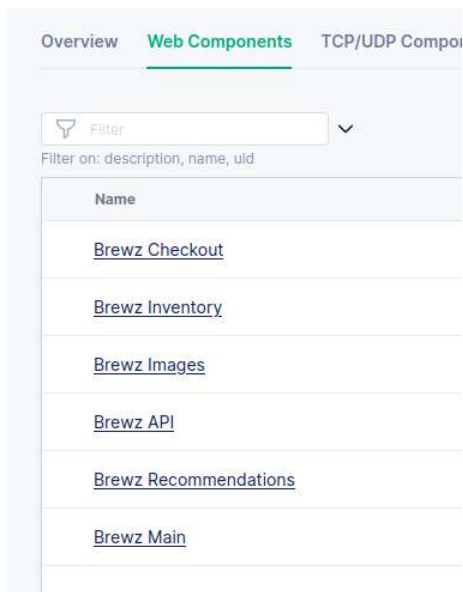 Overview Web Components TCP/UDP
Filter
Filter on: description, name, uid
Name
Brewz Checkout
Brewz Inventory
Brewz Images
Brewz API
Brewz Recommendations
Brewz Main